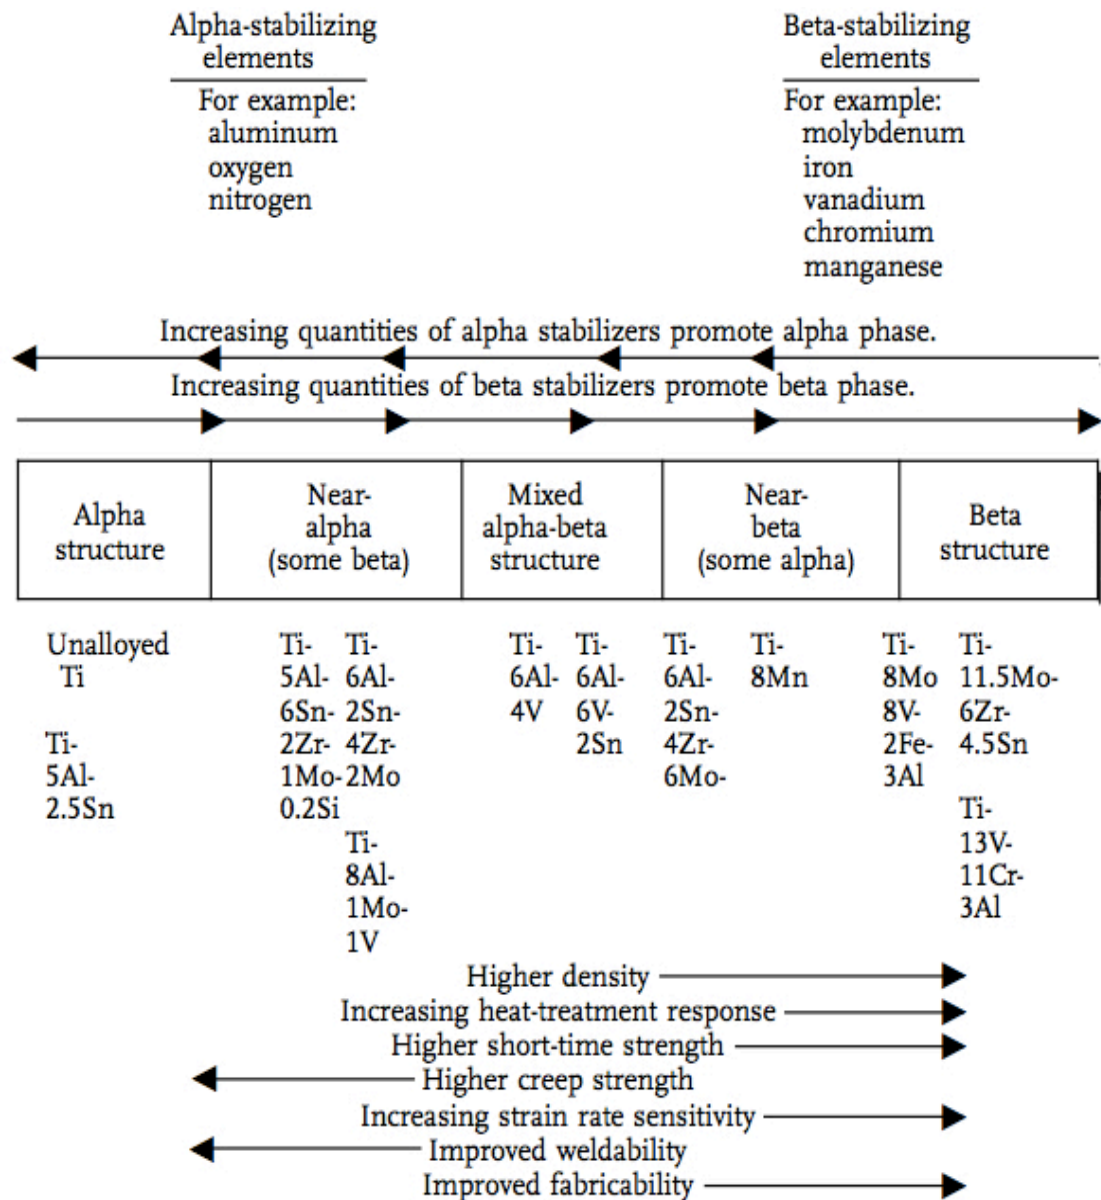 Alpha-stabilizing
elements
For example:
aluminum
oxygen
nitrogen
Beta-stabilizing
elements
For example:
molybdenum
iron
vanadium
chromium
manganese
Increasing quantities of alpha stabilizers promote alpha phase.
Increasing quantities of beta stabilizers promote beta phase.
Alpha
structure
Near-
alpha
(some beta)
Mixed
alpha-beta
structure
Near-
beta
(some alpha)
Beta
structure
Unalloyed
Ti
Ti-
5Al-
2.5Sn
Ti-
5Al-
6Sn-
2Zr-
1Mo-
0.2Si
Ti-
6Al-
2Sn-
4Zr-
2Mo
Ti-
8Al-
1Mo-
1V
Ti-
6Al-
4V
Ti-
6Al-
6V-
2Sn
Ti-
6Al-
2Sn-
4Zr-
6Mo-
Ti-
8Mn
Ti-
8Mo
8V-
2Fe-
3Al
Ti-
11.5Mo-
6Zr-
4.5Sn
Ti-
13V-
11Cr-
3Al
Higher density
Increasing heat-treatment response
Higher short-time strength
Higher creep strength
Increasing strain rate sensitivity
Improved weldability
Improved fabricability